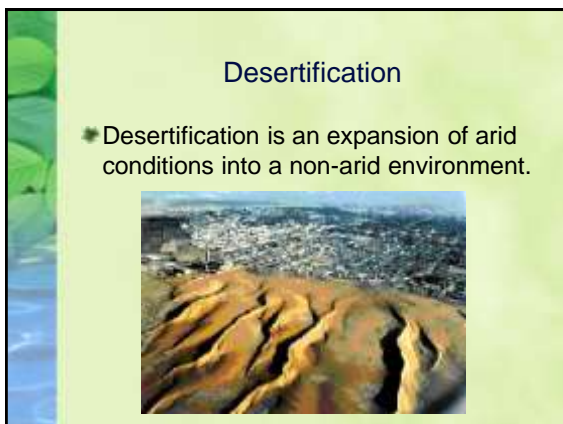 Desertification
Desertification is an expansion of arid
conditions into a non-arid environment.